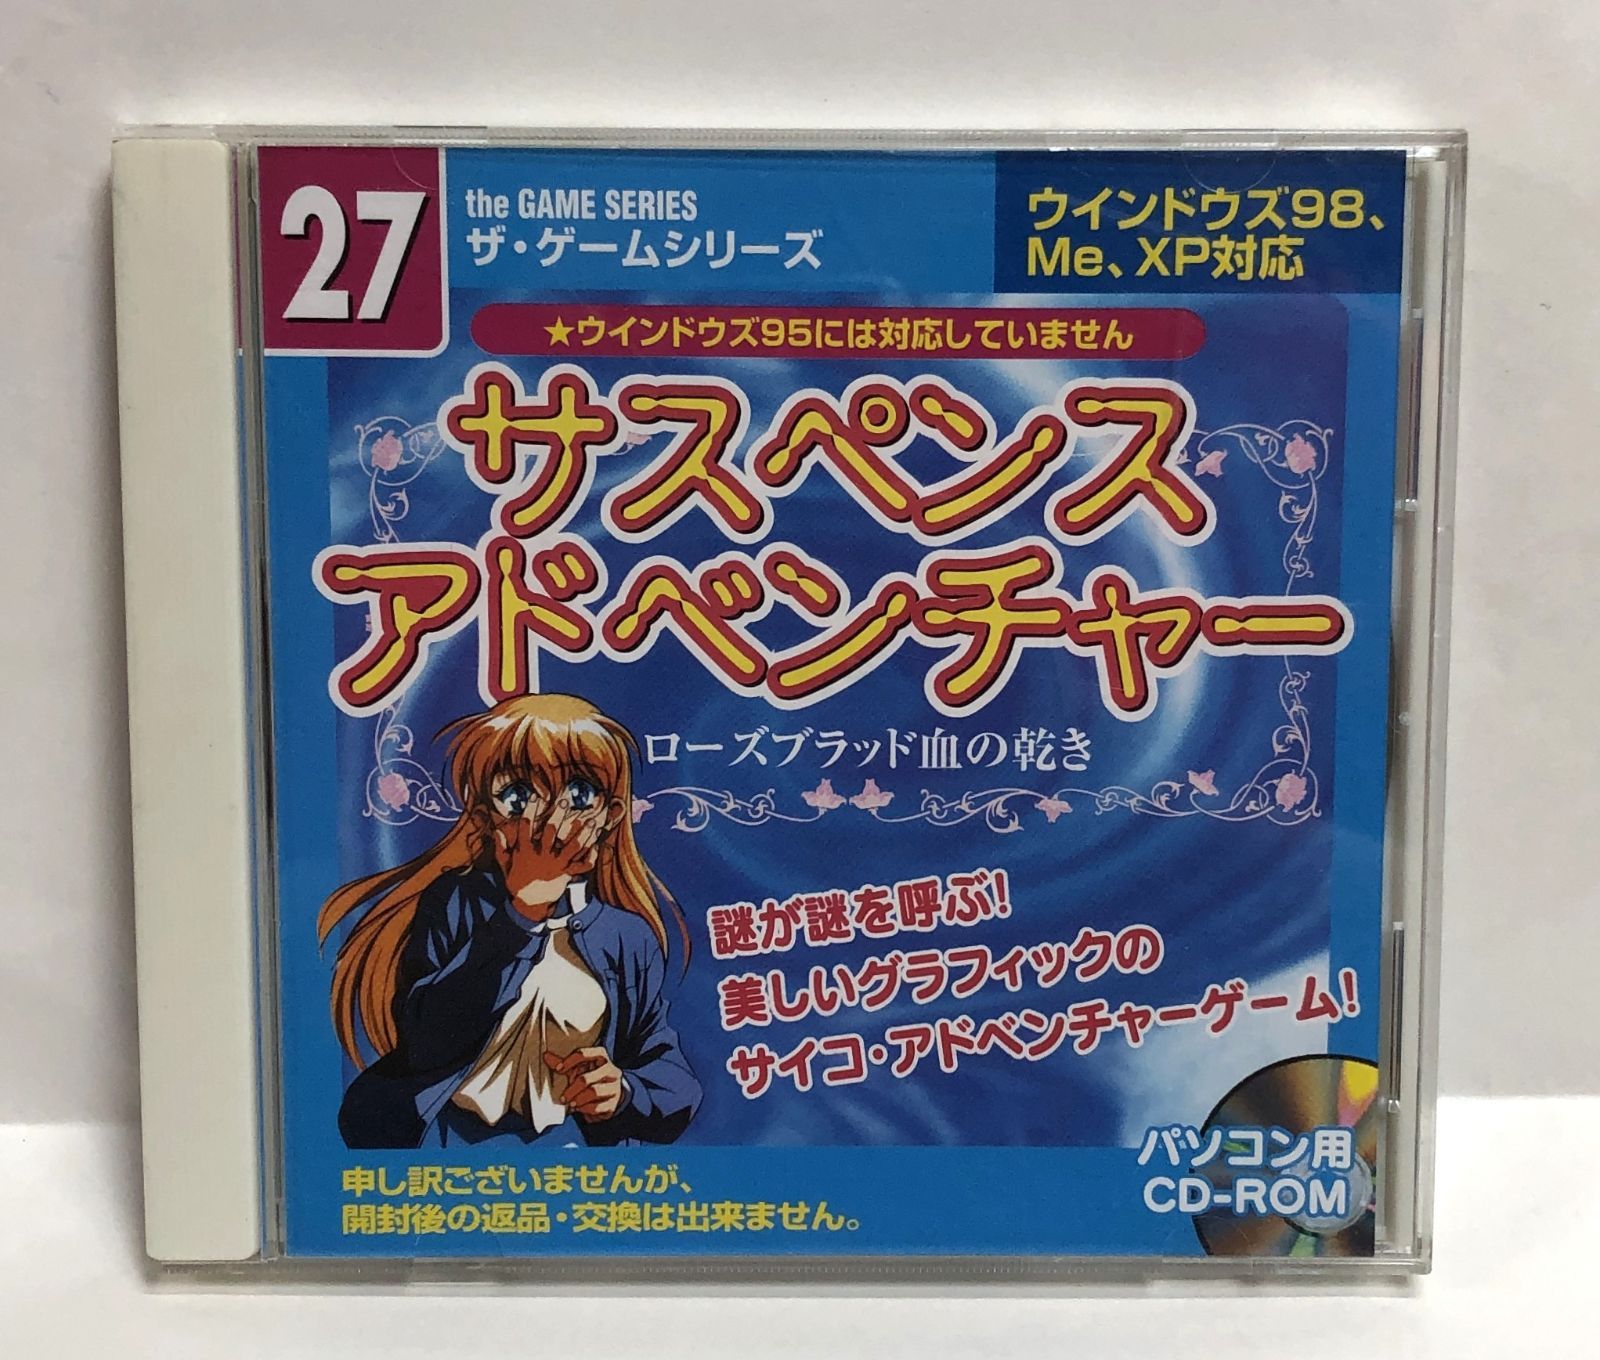 27
the GAME SERIES
ザ・ゲームシリーズ
ウインドウズ98、
Me、XP対応
★ウインドウズ95には対応していません
サスペンス
アドベンチャー
ローズブラッド血の乾き
謎が謎を呼ぶ!
美しいグラフィックの
サイコ・アドベンチャーゲーム!
パソコン用
CD-ROM
申し訳ございませんが、
開封後の返品・交換は出来ません。